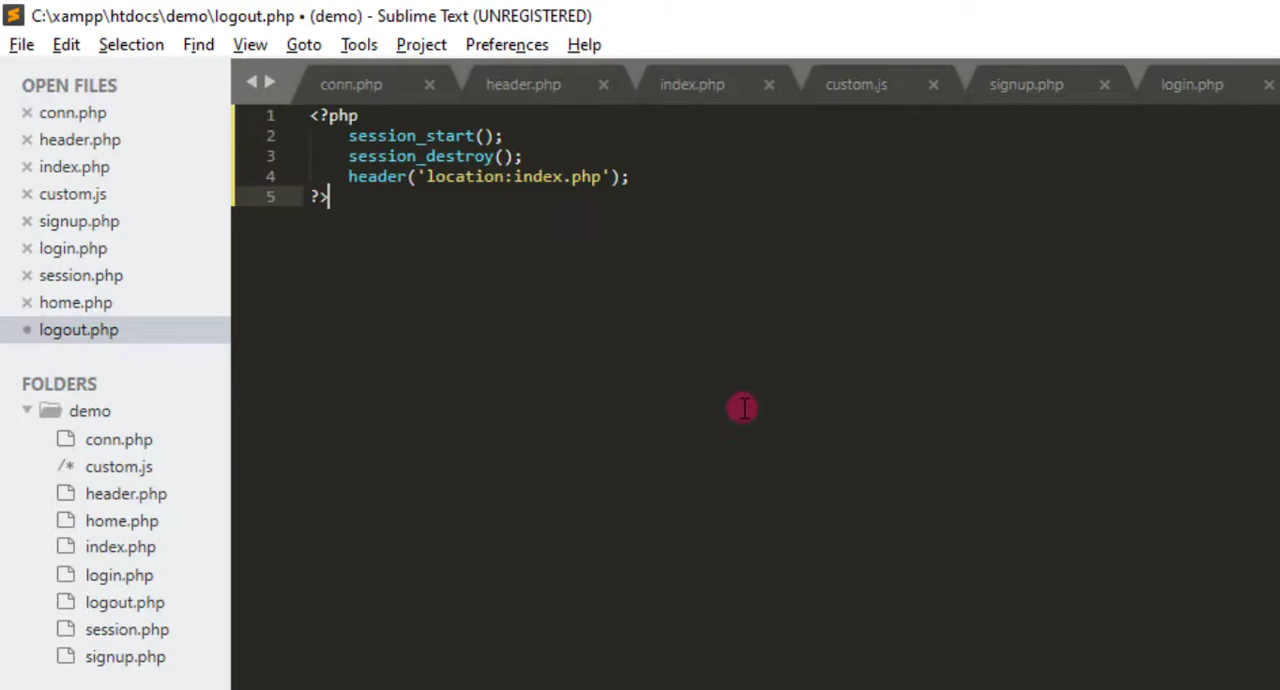 C:\xampp\htdocs\demo\logout.php • (demo) - Sublime Text (UNREGISTERED)
File Edit Selection Find View Goto Tools Project Preferences Help
OPEN FILES
conn.php
header.php
index.php
custom.js
signup.php
login.php
session.php
home.php
logout.php
FOLDERS
demo
conn.php
/* custom.js
header.php
home.php
index.php
login.php
logout.php
session.php
signup.php
conn.php header.php index.php custom.js signup.php login.php
1 <?php
2 session_start();
3 session_destroy();
4 header('location:index.php');
5 ?>